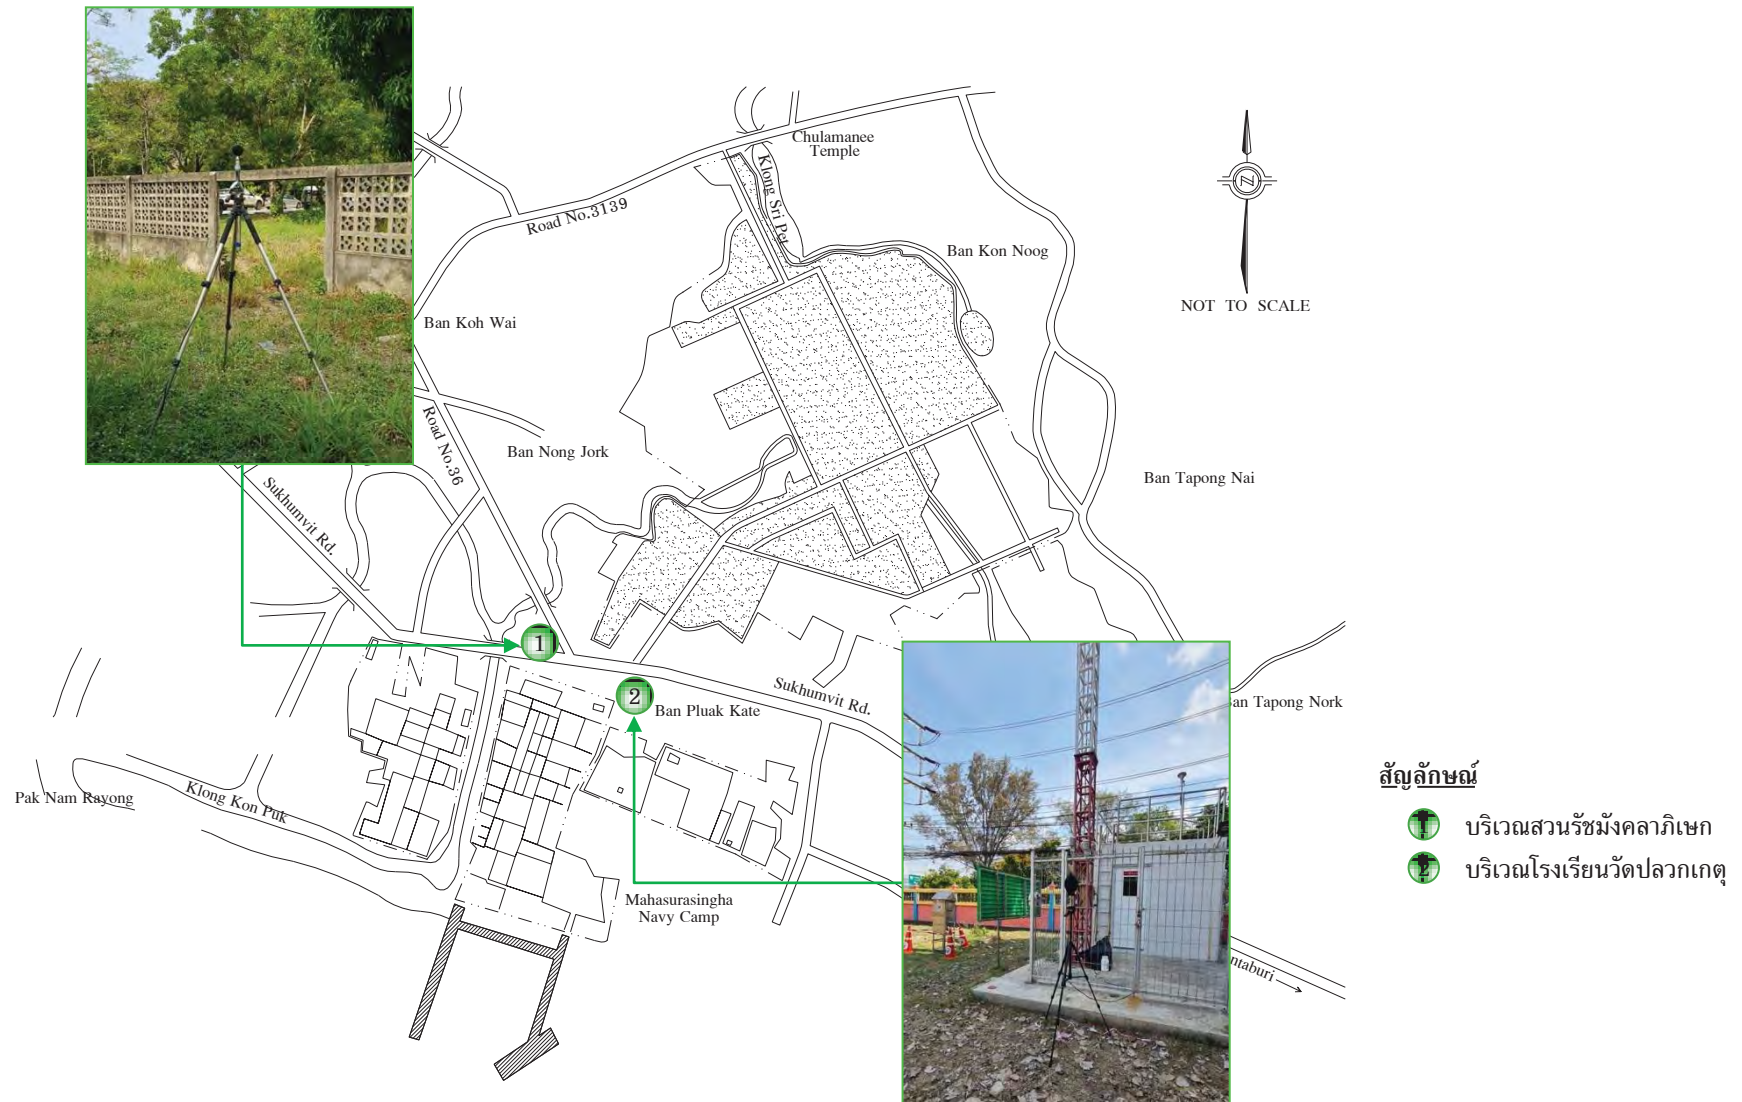 Chulamanee
Temple
Klong Sri Pet
Road No.3139
Ban Kon Noog
N
NOT TO SCALE
Ban Koh Wai
Road No.36
Ban Nong Jork
Ban Tapong Nai
Sukhumvit Rd.
1
2
Ban Pluak Kate
Sukhumvit Rd.
an Tapong Nork
Pak Nam Rayong
Klong Kon Puk
Mahasurasingha
Navy Camp
ntaburi
สัญลักษณ์
1 บริเวณสวนรัชมังคลาภิเษก
2 บริเวณโรงเรียนวัดปลวกเกตุ